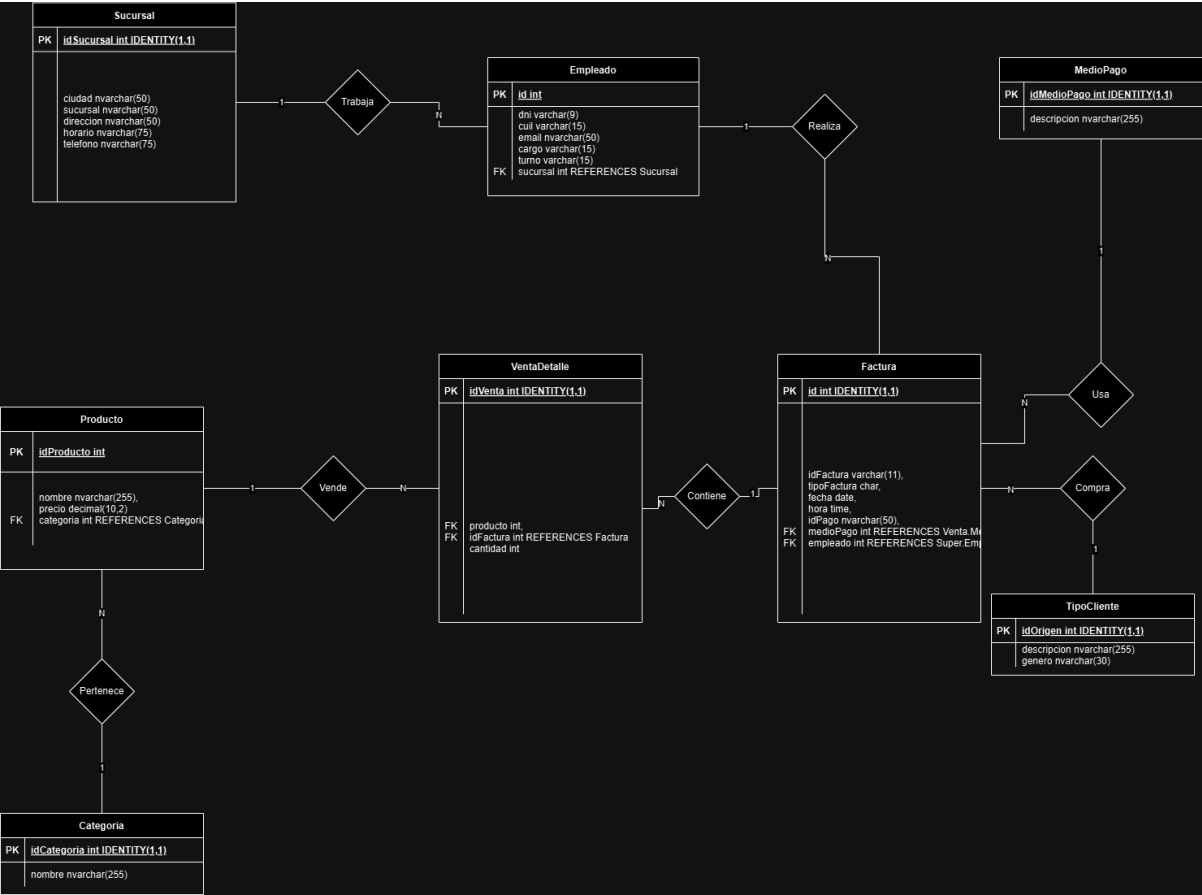 Sucursal
PK idSucursal int IDENTITY(1,1)
ciudad nvarchar(50)
sucursal nvarchar(50)
direccion nvarchar(50)
horario nvarchar(75)
telefono nvarchar(75)
1
Trabaja
N
Empleado
PK id int
dni varchar(9)
cuil varchar(15)
email nvarchar(50)
cargo varchar(15)
turno varchar(15)
FK sucursal int REFERENCES Sucursal
1
Realiza
N
MedioPago
PK idMedioPago int IDENTITY(1,1)
descripcion nvarchar(255)
1
Usa
N
Producto
PK idProducto int
nombre nvarchar(255),
precio decimal(10,2)
FK categoria int REFERENCES Categoria
1
Vende
N
VentaDetalle
PK idVenta int IDENTITY(1,1)
FK producto int,
FK idFactura int REFERENCES Factura
cantidad int
N
Contiene
1
Factura
PK id int IDENTITY(1,1)
idFactura varchar(11),
tipoFactura char,
fecha date,
hora time,
idPago nvarchar(50),
FK medioPago int REFERENCES Venta.Me
FK empleado int REFERENCES Super.Emp
N
Compra
1
TipoCliente
PK idOrigen int IDENTITY(1,1)
descripcion nvarchar(255)
genero nvarchar(30)
N
Pertenece
1
Categoria
PK idCategoria int IDENTITY(1,1)
nombre nvarchar(255)